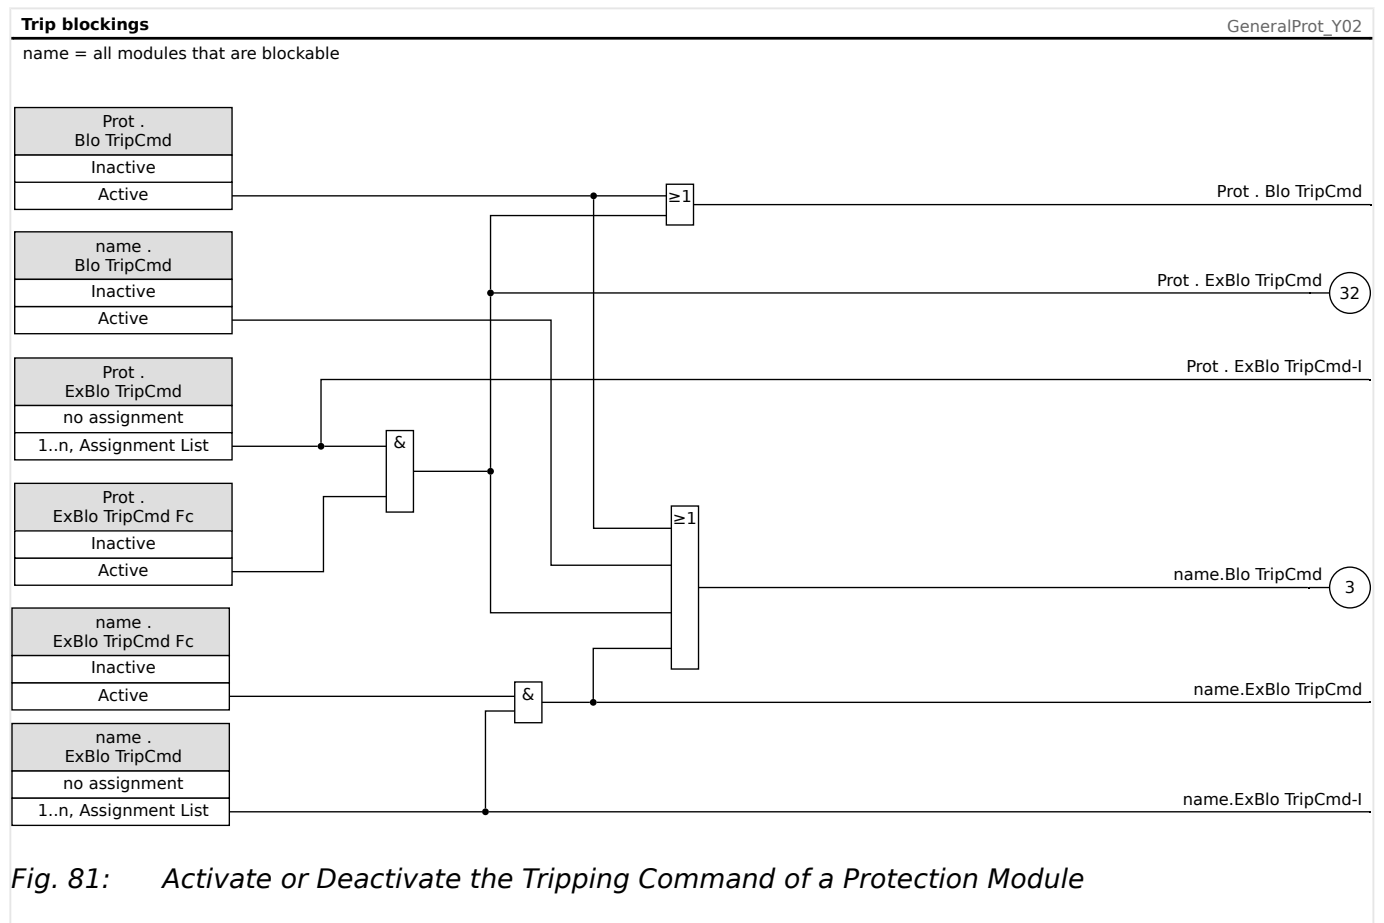 Trip blockings
GeneralProt_Y02
name = all modules that are blockable
Prot .
Blo TripCmd
Inactive
Active
≥1
Prot . Blo TripCmd
name .
Blo TripCmd
Inactive
Active
Prot . ExBlo TripCmd
32
Prot .
ExBlo TripCmd
no assignment
1..n, Assignment List
&
Prot . ExBlo TripCmd-I
Prot .
ExBlo TripCmd Fc
Inactive
Active
≥1
name.Blo TripCmd
3
name .
ExBlo TripCmd Fc
Inactive
Active
&
name.ExBlo TripCmd
name .
ExBlo TripCmd
no assignment
1..n, Assignment List
name.ExBlo TripCmd-I
Fig. 81: Activate or Deactivate the Tripping Command of a Protection Module